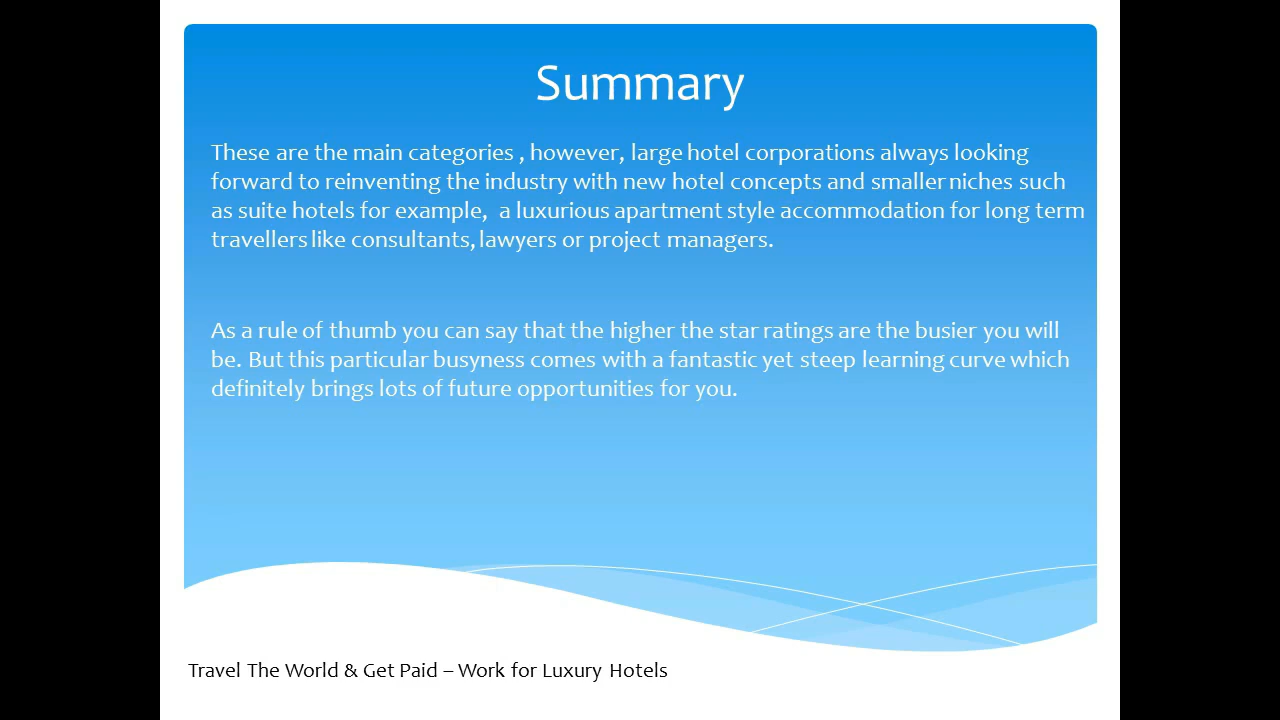 Summary
These are the main categories , however, large hotel corporations always looking
forward to reinventing the industry with new hotel concepts and smaller niches such
as suite hotels for example,  a luxurious apartment style accommodation for long term
travellers like consultants, lawyers or project managers.
As a rule of thumb you can say that the higher the star ratings are the busier you will
be. But this particular busyness comes with a fantastic yet steep learning curve which
definitely brings lots of future opportunities for you.
Travel The World & Get Paid – Work for Luxury Hotels